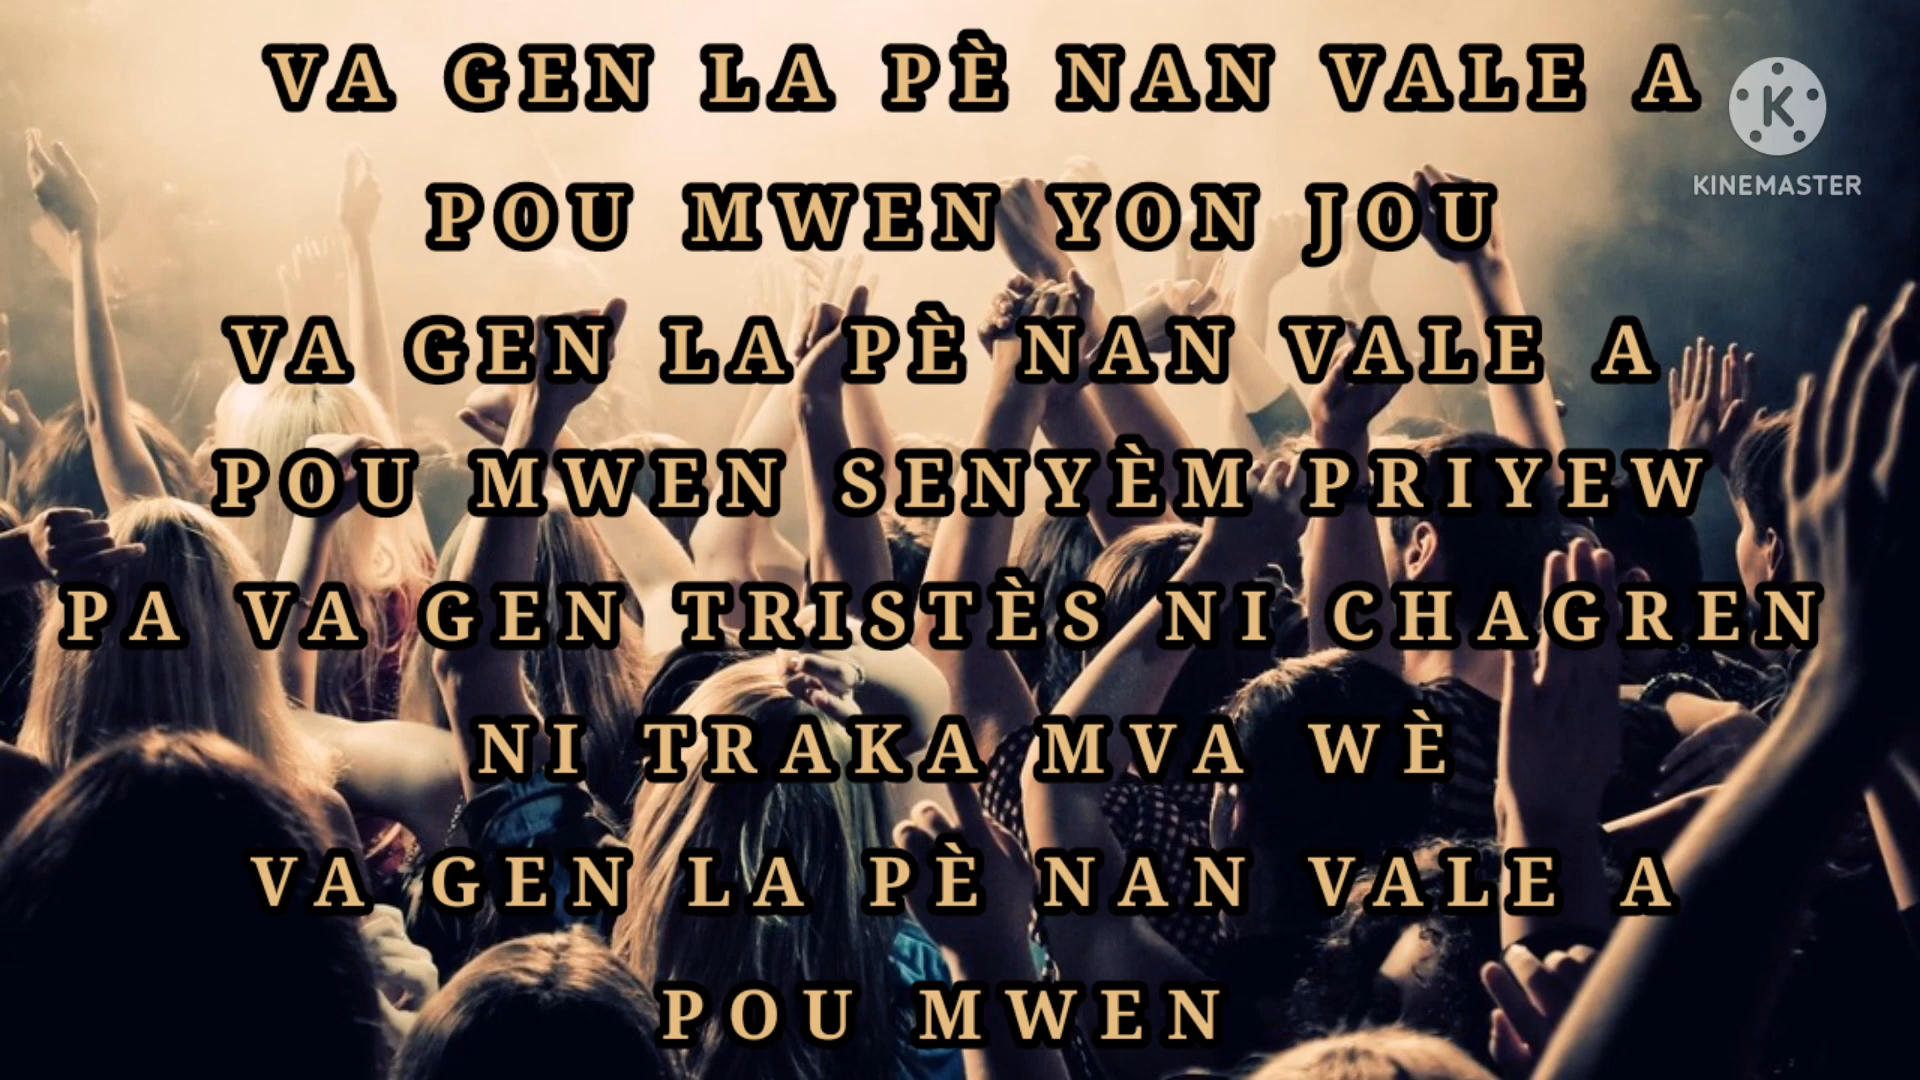 VA GEN LA PÈ NAN VALE A
KINEMASTER
POU MWEN YON JOU
VA GEN LA PÈ NAN VALE A
POU MWEN SENYÈM PRIYEW
PA VA GEN TRISTÈS NI CHAGREN
NI TRAKA MVA WÈ
VA GEN LA PÈ NAN VALE A
POU MWEN